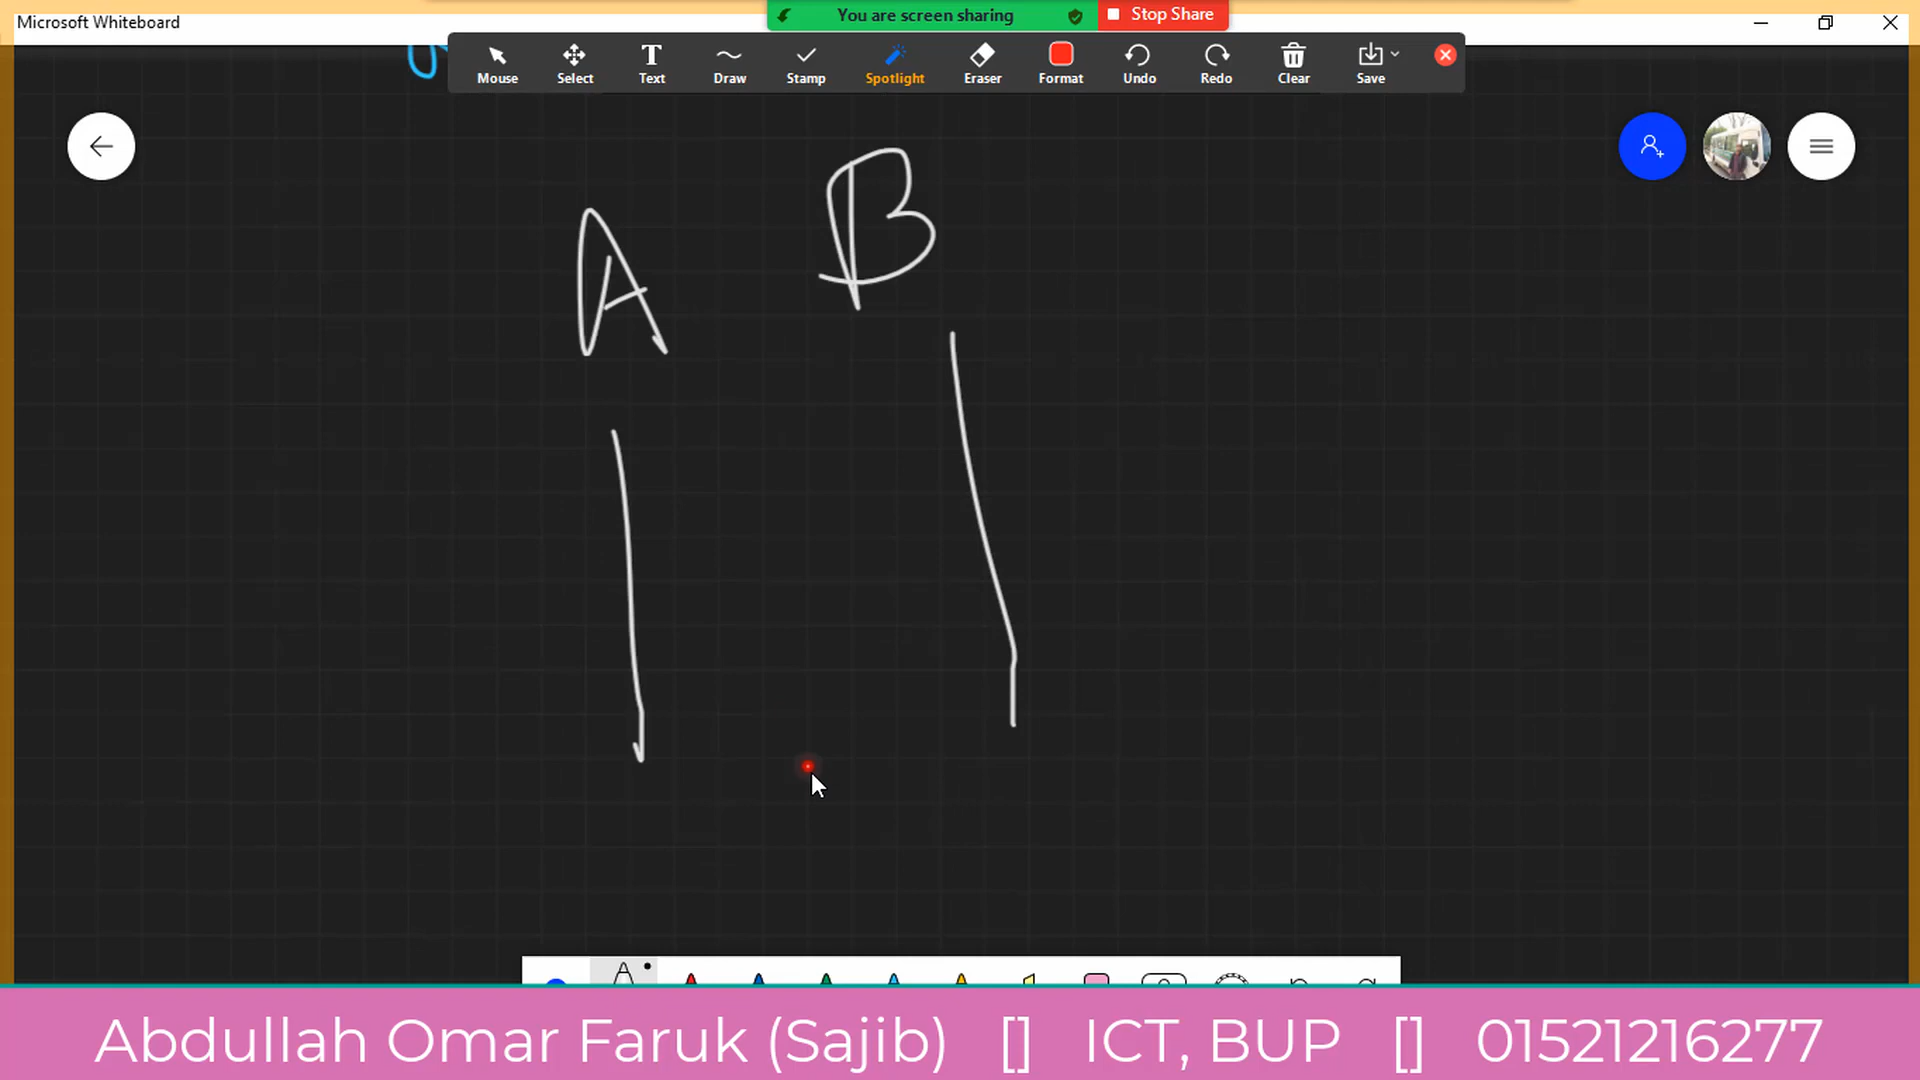 Microsoft Whiteboard
You are screen sharing Stop Share
Mouse Select Text Draw Stamp Spotlight Eraser Format Undo Redo Clear Save
A B
Abdullah Omar Faruk (Sajib) [] ICT, BUP [] 01521216277